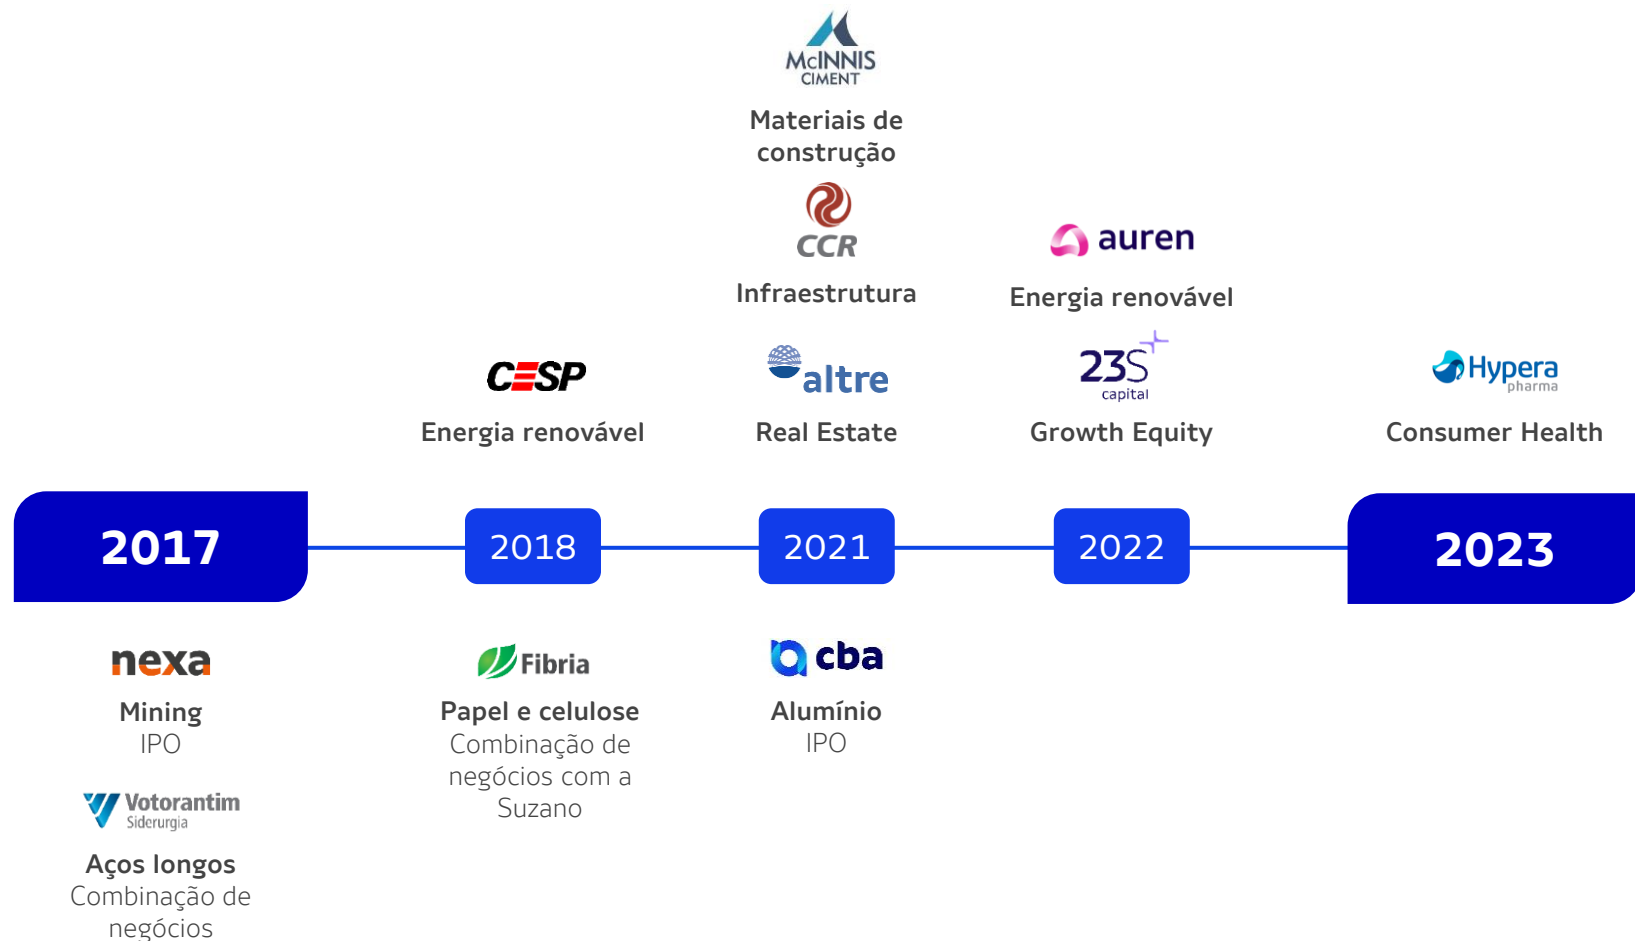 McINNIS
CIMENT
Materiais de
construção
CCR
Infraestrutura
auren
Energia renovável
CESP
Energia renovável
altre
Real Estate
23S
capital
Growth Equity
Hypera
pharma
Consumer Health
2017
2018
2021
2022
2023
nexa
Mining
IPO
Votorantim
Siderurgia
Aços longos
Combinação de
negócios
Fibria
Papel e celulose
Combinação de
negócios com a
Suzano
cba
Alumínio
IPO